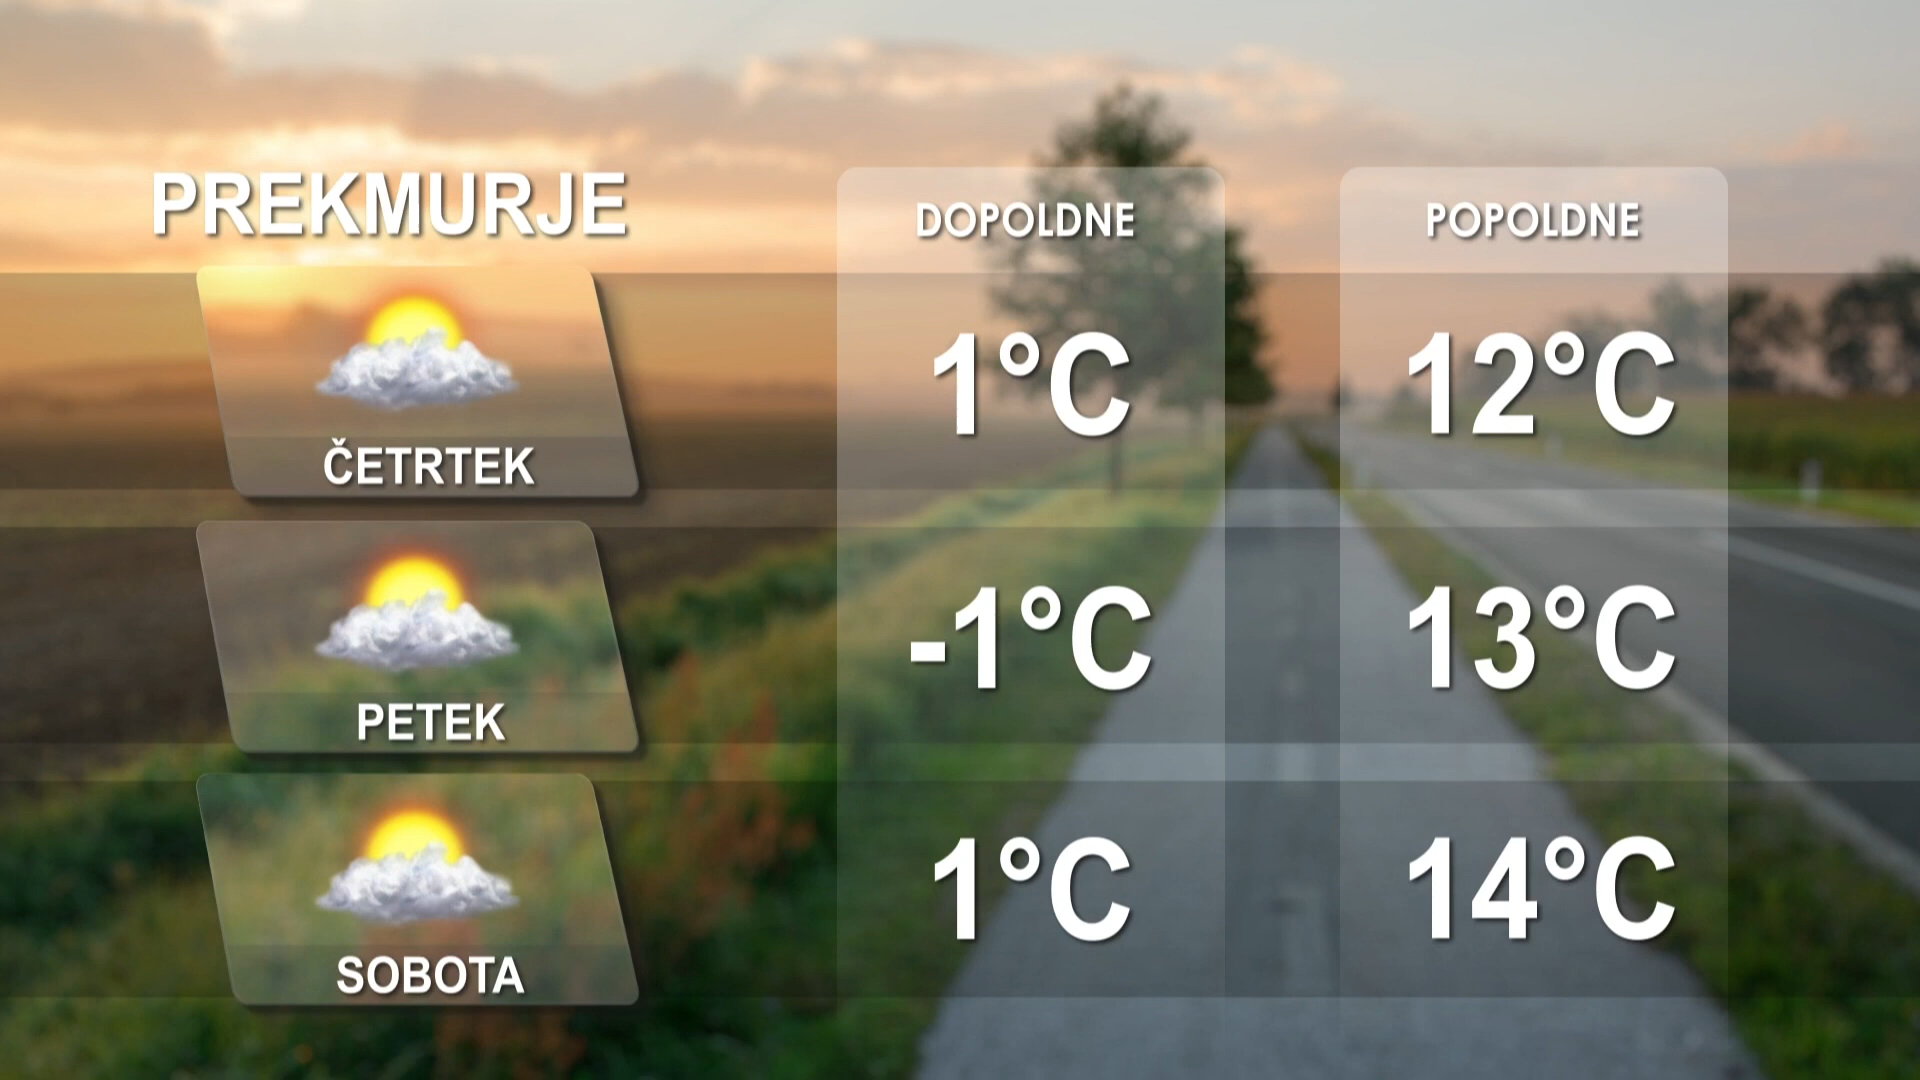 PREKMURJE
DOPOLDNE
POPOLDNE
ČETRTEK
1°C
12°C
PETEK
-1°C
13°C
SOBOTA
1°C
14°C